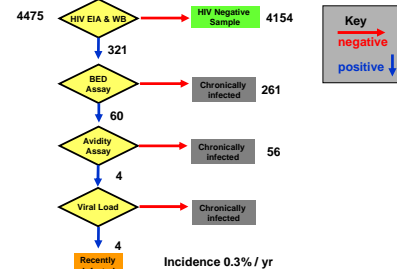 4475
HIV EIA & WB
HIV Negative
Sample
4154
Key
negative
positive
321
BED
Assay
Chronically
infected
261
60
Avidity
Assay
Chronically
infected
56
4
Viral Load
Chronically
infected
4
Recently
Incidence 0.3% / yr